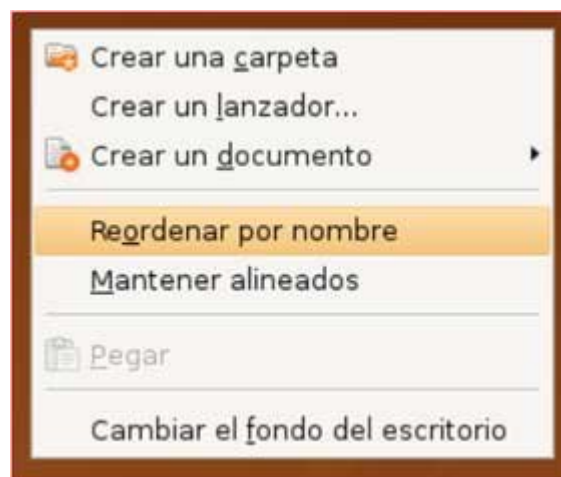 Crear una carpeta
Crear un lanzador...
Crear un documento
Reordenar por nombre
Mantener alineados
Pegar
Cambiar el fondo del escritorio